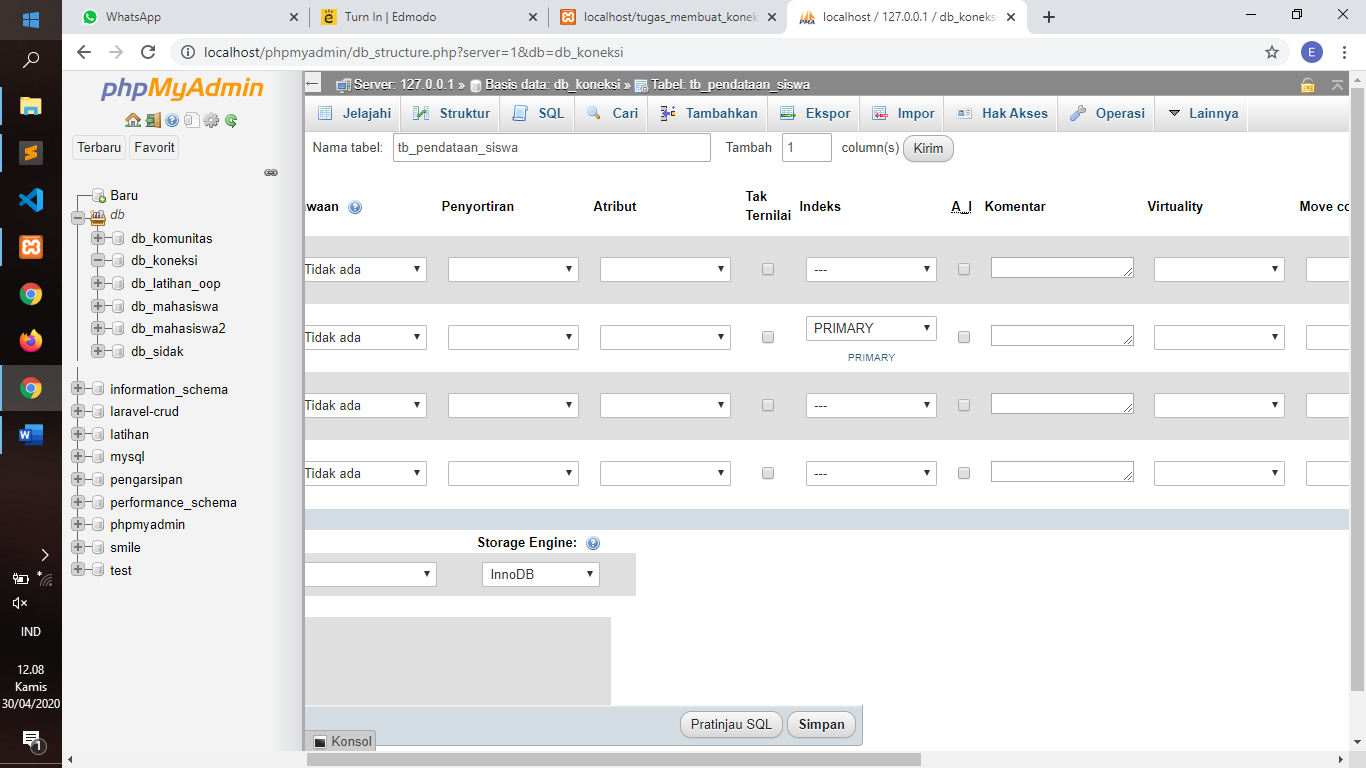 WhatsApp
Turn In | Edmodo
localhost/tugas_membuat_konek
localhost / 127.0.0.1 / db_koneks
localhost/phpmyadmin/db_structure.php?server=1&db=db_koneksi
E
phpMyAdmin
Terbaru
Favorit
Baru
db
db_komunitas
db_koneksi
db_latihan_oop
db_mahasiswa
db_mahasiswa2
db_sidak
information_schema
laravel-crud
latihan
mysql
pengarsipan
performance_schema
phpmyadmin
smile
test
Server: 127.0.0.1 » Basis data: db_koneksi » Tabel: tb_pendataan_siswa
Jelajahi Struktur SQL Cari Tambahkan Ekspor Impor Hak Akses Operasi Lainnya
Nama tabel: tb_pendataan_siswa Tambah 1 column(s) Kirim
waan Penyortiran Atribut Tak Ternilai Indeks A_I Komentar Virtuality Move co
Tidak ada ---
Tidak ada PRIMARY
PRIMARY
Tidak ada ---
Tidak ada ---
Storage Engine:
InnoDB
Pratinjau SQL Simpan
Konsol
IND
12.08
Kamis
30/04/2020
1